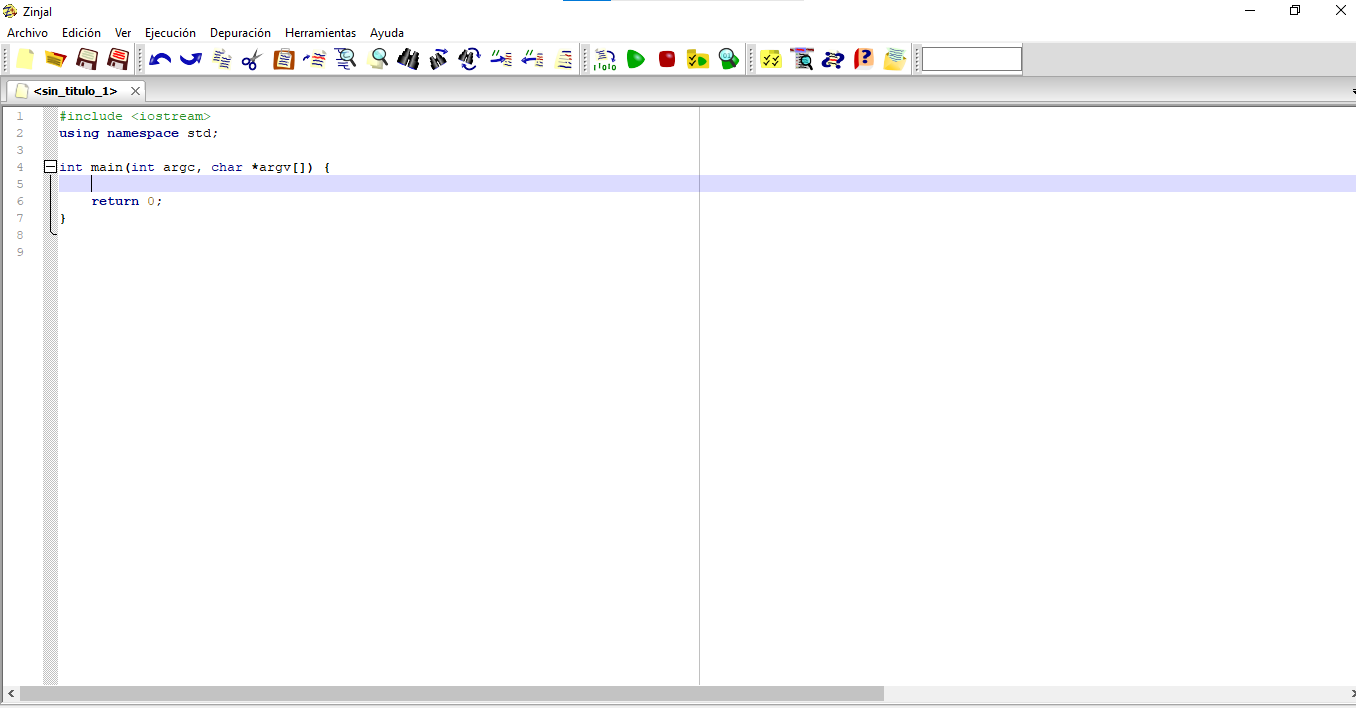 Zinjal
Archivo Edición Ver Ejecución Depuración Herramientas Ayuda
<sin_titulo_1>
1 #include <iostream>
2 using namespace std;
3
4 int main(int argc, char *argv[]) {
5
6 return 0;
7 }
8
9